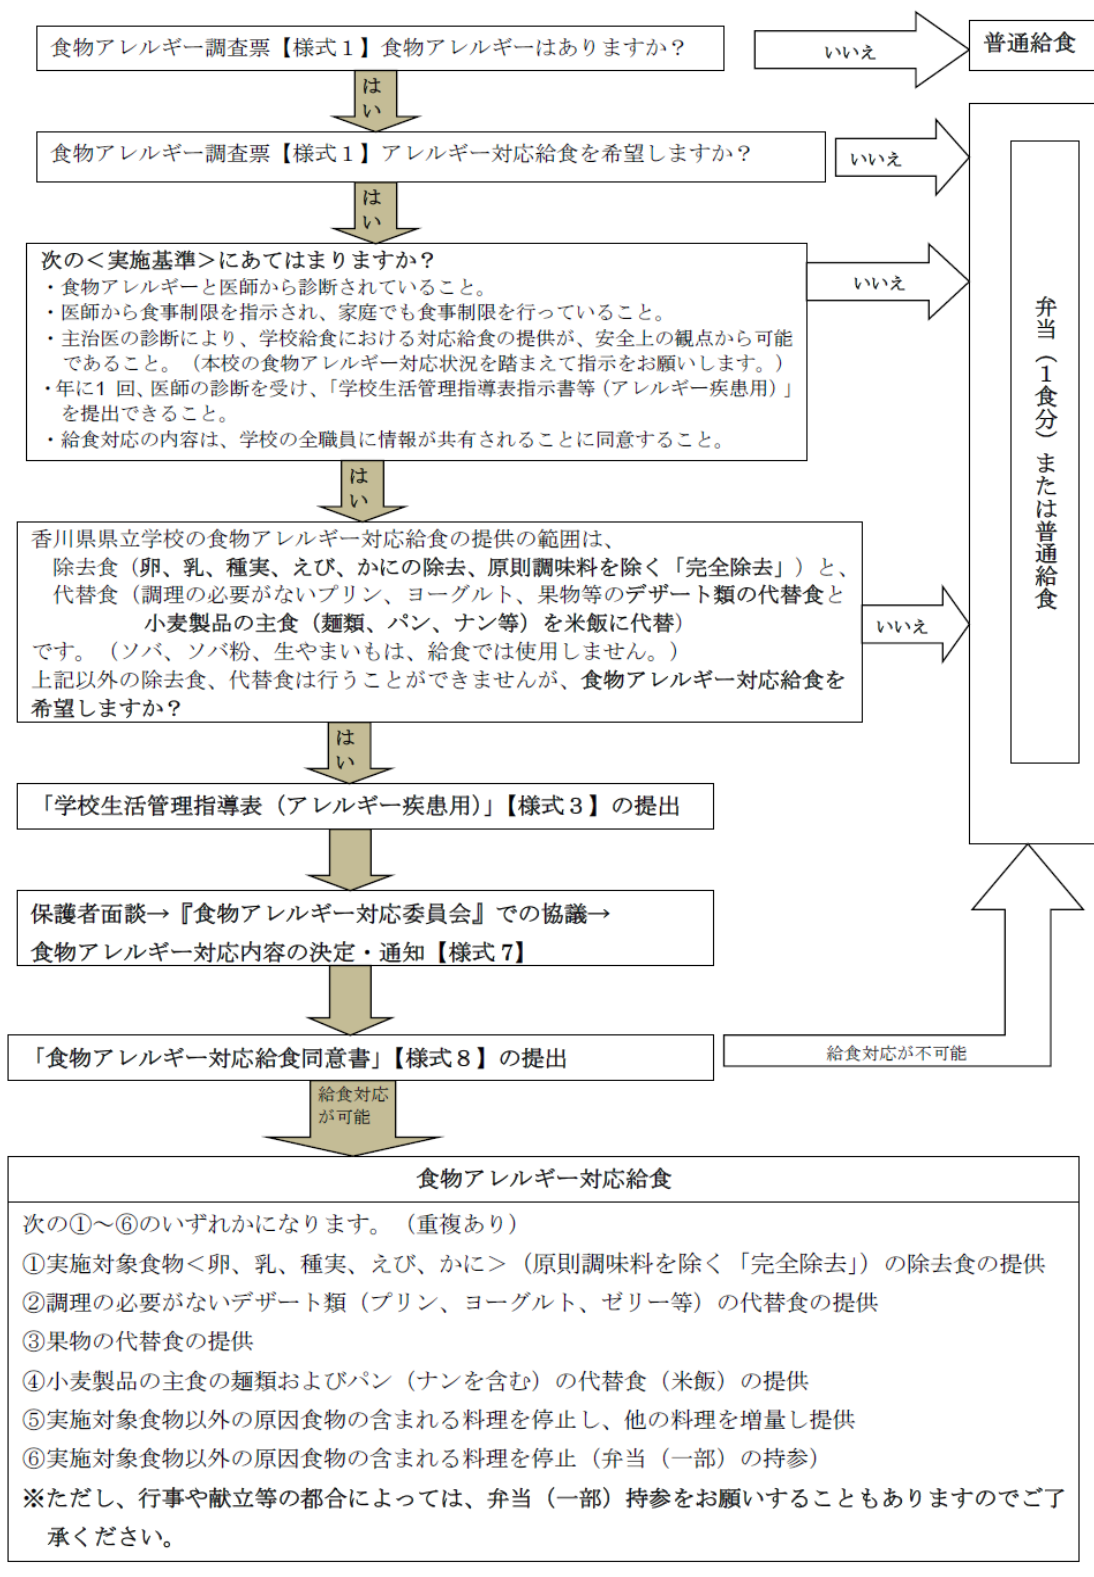 食物アレルギー調査票【様式１】食物アレルギーはありますか？
いいえ
普通給食
は
い
食物アレルギー調査票【様式１】アレルギー対応給食を希望しますか？
いいえ
は
い
次の＜実施基準＞にあてはまりますか？
・食物アレルギーと医師から診断されていること。
・医師から食事制限を指示され、家庭でも食事制限を行っていること。
・主治医の診断により、学校給食における対応給食の提供が、安全上の観点から可能
であること。（本校の食物アレルギー対応状況を踏まえて指示をお願いします。）
・年に1 回、医師の診断を受け、「学校生活管理指導表指示書等（アレルギー疾患用）」
を提出できること。
・給食対応の内容は、学校の全職員に情報が共有されることに同意すること。
いいえ
弁当（１食分）または普通給食
は
い
香川県県立学校の食物アレルギー対応給食の提供の範囲は、
除去食（卵、乳、種実、えび、かにの除去、原則調味料を除く「完全除去」）と、
代替食（調理の必要がないプリン、ヨーグルト、果物等のデザート類の代替食と
小麦製品の主食（麺類、パン、ナン等）を米飯に代替）
です。（ソバ、ソバ粉、生やまいもは、給食では使用しません。）
上記以外の除去食、代替食は行うことができませんが、食物アレルギー対応給食を
希望しますか？
いいえ
は
い
「学校生活管理指導表（アレルギー疾患用）」【様式３】の提出
保護者面談→『食物アレルギー対応委員会』での協議→
食物アレルギー対応内容の決定・通知【様式7】
「食物アレルギー対応給食同意書」【様式８】の提出
給食対応が不可能
給食対応
が可能
食物アレルギー対応給食
次の①～⑥のいずれかになります。（重複あり）
①実施対象食物＜卵、乳、種実、えび、かに＞（原則調味料を除く「完全除去」）の除去食の提供
②調理の必要がないデザート類（プリン、ヨーグルト、ゼリー等）の代替食の提供
③果物の代替食の提供
④小麦製品の主食の麺類およびパン（ナンを含む）の代替食（米飯）の提供
⑤実施対象食物以外の原因食物の含まれる料理を停止し、他の料理を増量し提供
⑥実施対象食物以外の原因食物の含まれる料理を停止（弁当（一部）の持参）
※ただし、行事や献立等の都合によっては、弁当（一部）持参をお願いすることもありますのでご了
承ください。